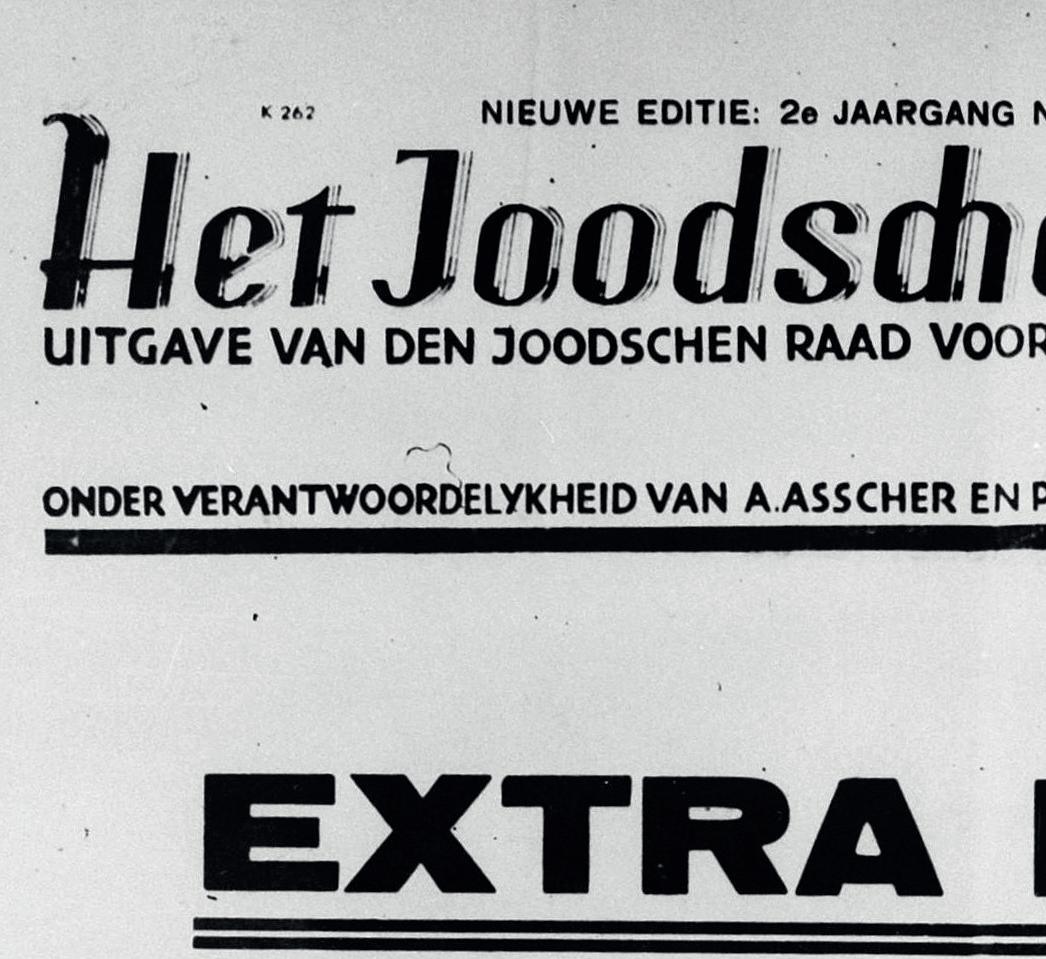 K 262
NIEUWE EDITIE: 2e JAARGANG
Het Joodsch
UITGAVE VAN DEN JOODSCHEN RAAD VOOR
ONDER VERANTWOORDELYKHEID VAN A.ASSCHER EN
EXTRA